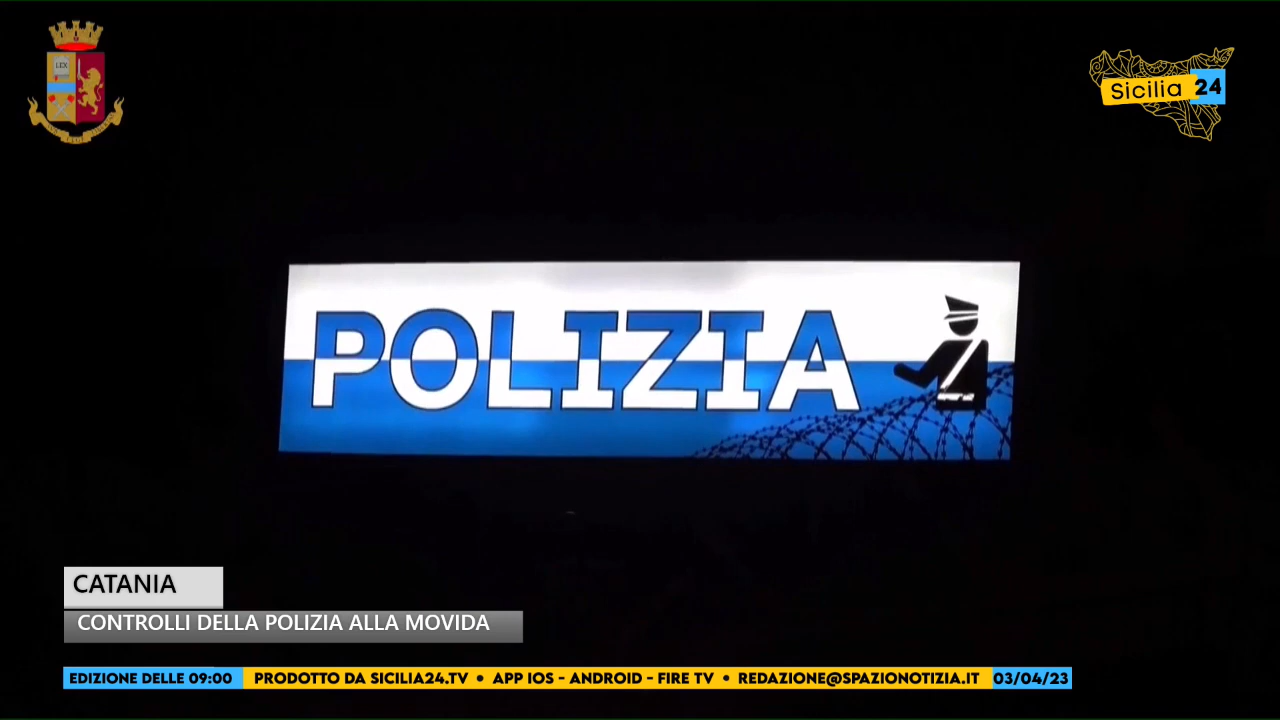 LEX
Sicilia 24
POLIZIA
CATANIA
CONTROLLI DELLA POLIZIA ALLA MOVIDA
EDIZIONE DELLE 09:00 PRODOTTO DA SICILIA24.TV • APP IOS - ANDROID - FIRE TV • REDAZIONE@SPAZIONOTIZIA.IT 03/04/23